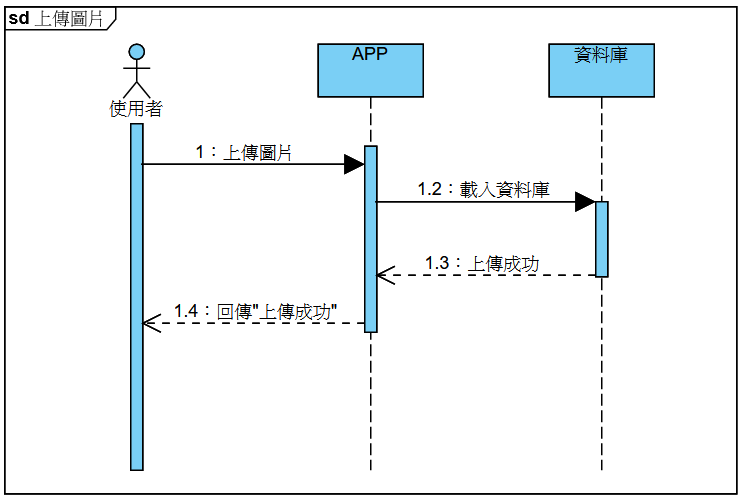 sd 上傳圖片
使用者
APP
資料庫
1：上傳圖片
1.2：載入資料庫
1.3：上傳成功
1.4：回傳"上傳成功"